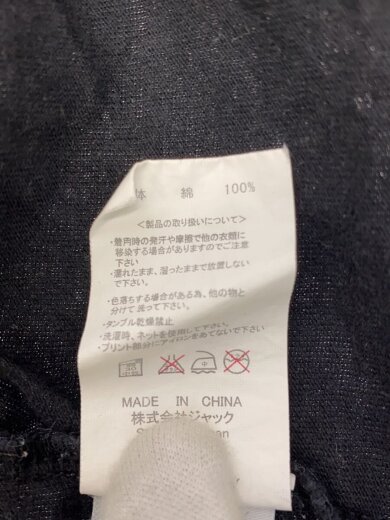 体 綿 100%
<製品の取り扱いについて>
・着用時の発汗や摩擦で他の衣類に
移染する場合がありますのでご注意
下さい
・濡れたまま、湿ったままで放置しない
で下さい。
・色落ちする場合がある為、他の物と
分けて洗って下さい。
・タンブル乾燥禁止
・洗濯時、ネットを使用して下さい。
・プリント部分にアイロンをあてないで下さい。
MADE IN CHINA
株式会社ジャック